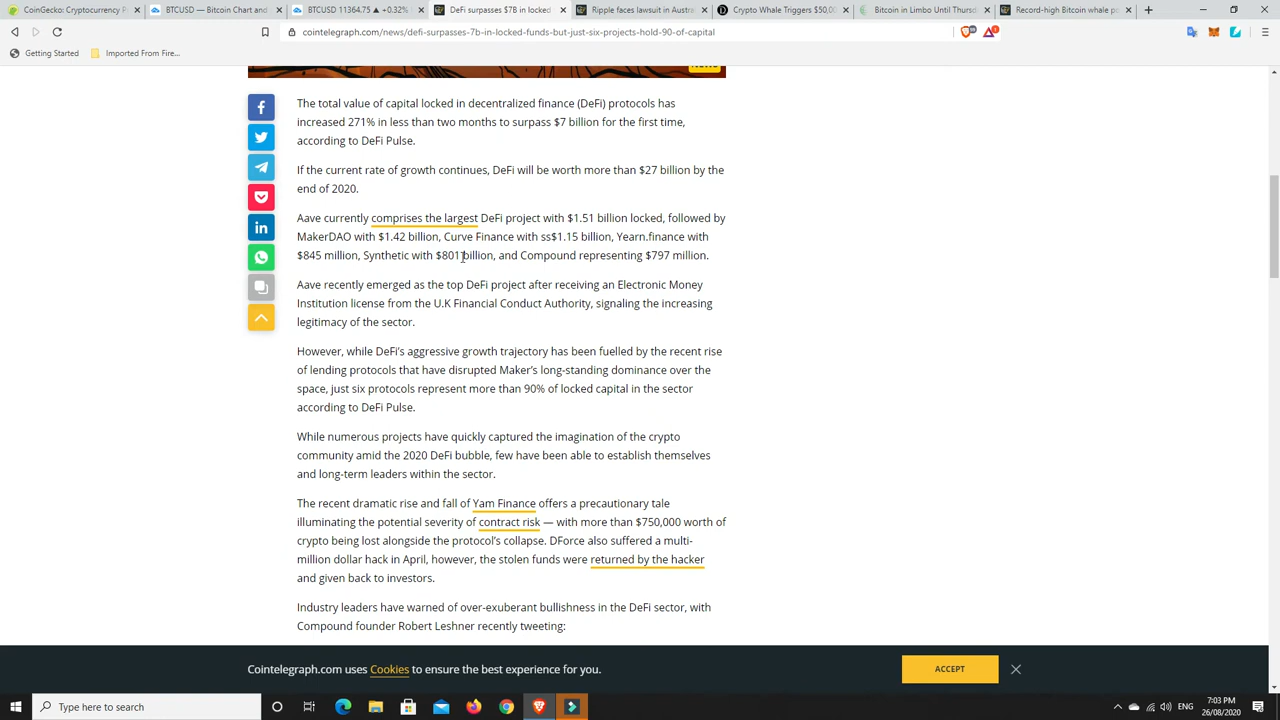 CoinGecko: Cryptocurrency P
BTCUSD — Bitcoin Chart and
BTCUSD 11364.75 ▲ +0.32%
DeFi surpasses $7B in locked
Ripple faces lawsuit in Austra
Crypto Whale Triggers $50,00
Bitcoin in Limbo Until Thursd
Record-high Bitcoin whale po
cointelegraph.com/news/defi-surpasses-7b-in-locked-funds-but-just-six-projects-hold-90-of-capital
Getting Started
Imported From Fire...
The total value of capital locked in decentralized finance (DeFi) protocols has
increased 271% in less than two months to surpass $7 billion for the first time,
according to DeFi Pulse.
If the current rate of growth continues, DeFi will be worth more than $27 billion by the
end of 2020.
Aave currently comprises the largest DeFi project with $1.51 billion locked, followed by
MakerDAO with $1.42 billion, Curve Finance with ss$1.15 billion, Yearn.finance with
$845 million, Synthetic with $801 billion, and Compound representing $797 million.
Aave recently emerged as the top DeFi project after receiving an Electronic Money
Institution license from the U.K Financial Conduct Authority, signaling the increasing
legitimacy of the sector.
However, while DeFi's aggressive growth trajectory has been fuelled by the recent rise
of lending protocols that have disrupted Maker's long-standing dominance over the
space, just six protocols represent more than 90% of locked capital in the sector
according to DeFi Pulse.
While numerous projects have quickly captured the imagination of the crypto
community amid the 2020 DeFi bubble, few have been able to establish themselves
and long-term leaders within the sector.
The recent dramatic rise and fall of Yam Finance offers a precautionary tale
illuminating the potential severity of contract risk — with more than $750,000 worth of
crypto being lost alongside the protocol's collapse. DForce also suffered a multi-
million dollar hack in April, however, the stolen funds were returned by the hacker
and given back to investors.
Industry leaders have warned of over-exuberant bullishness in the DeFi sector, with
Compound founder Robert Leshner recently tweeting:
Cointelegraph.com uses Cookies to ensure the best experience for you.
ACCEPT
Type here to search
ENG
7:03 PM
26/08/2020